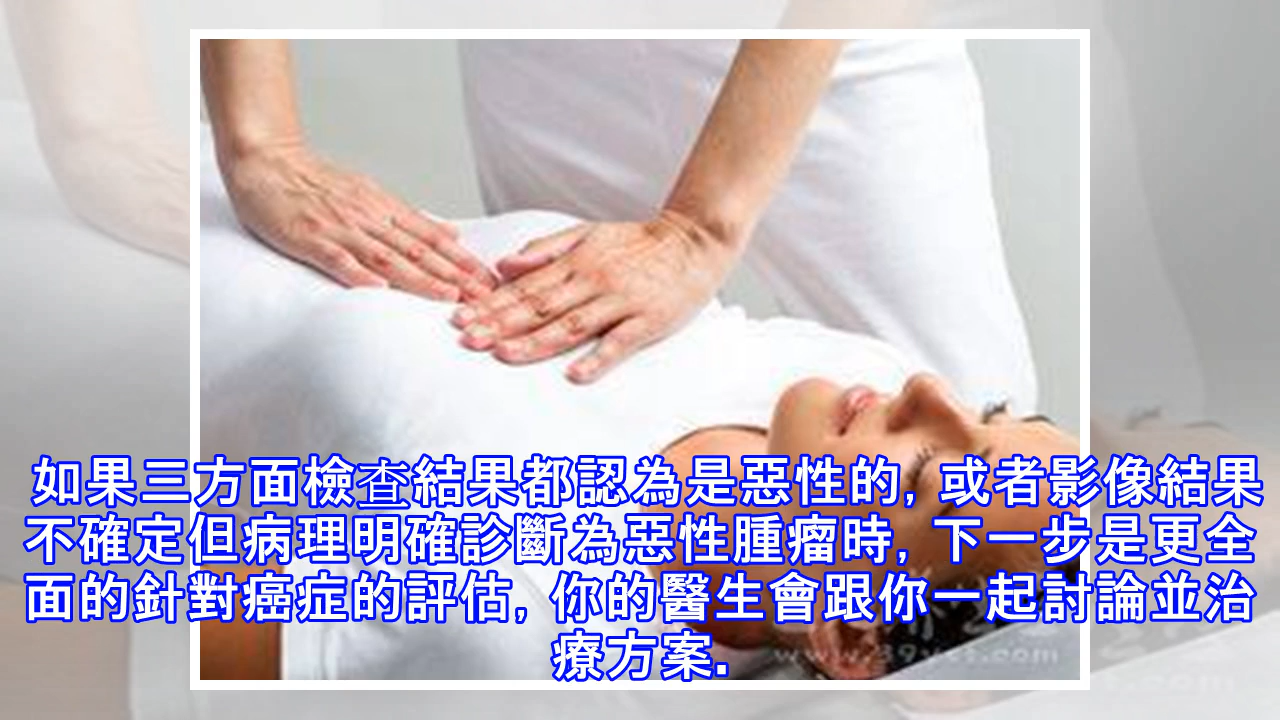 如果三方面檢查結果都認為是惡性的, 或者影像結果
不確定但病理明確診斷為惡性腫瘤時, 下一步是更全
面的針對癌症的評估, 你的醫生會跟你一起討論並治
療方案.